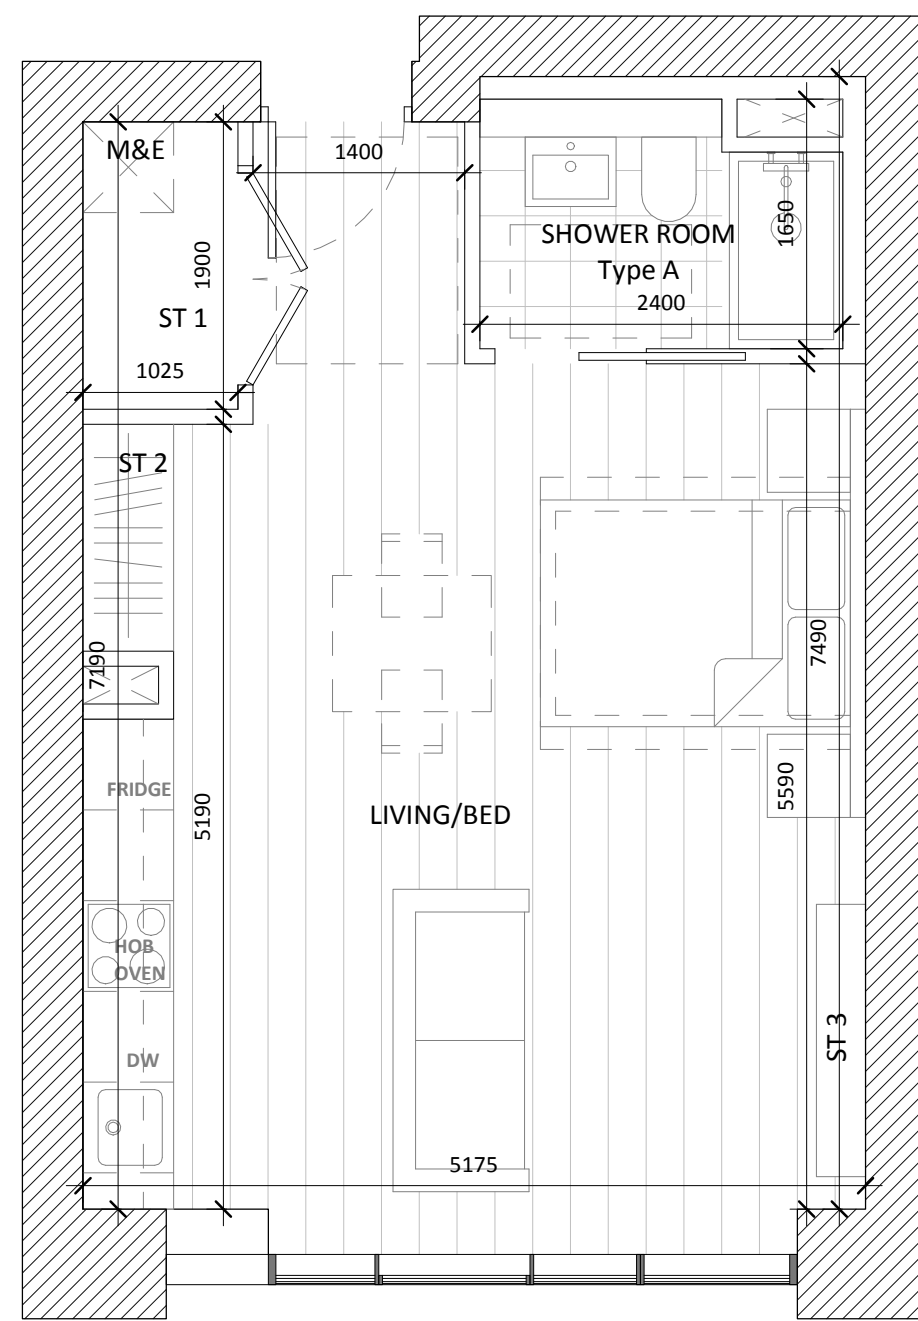 M&E
1400
1650
SHOWER ROOM
Type A
1900
2400
ST 1
1025
ST 2
7190
7490
FRIDGE
5590
5190
LIVING/BED
HOB
OVEN
ST 3
DW
5175